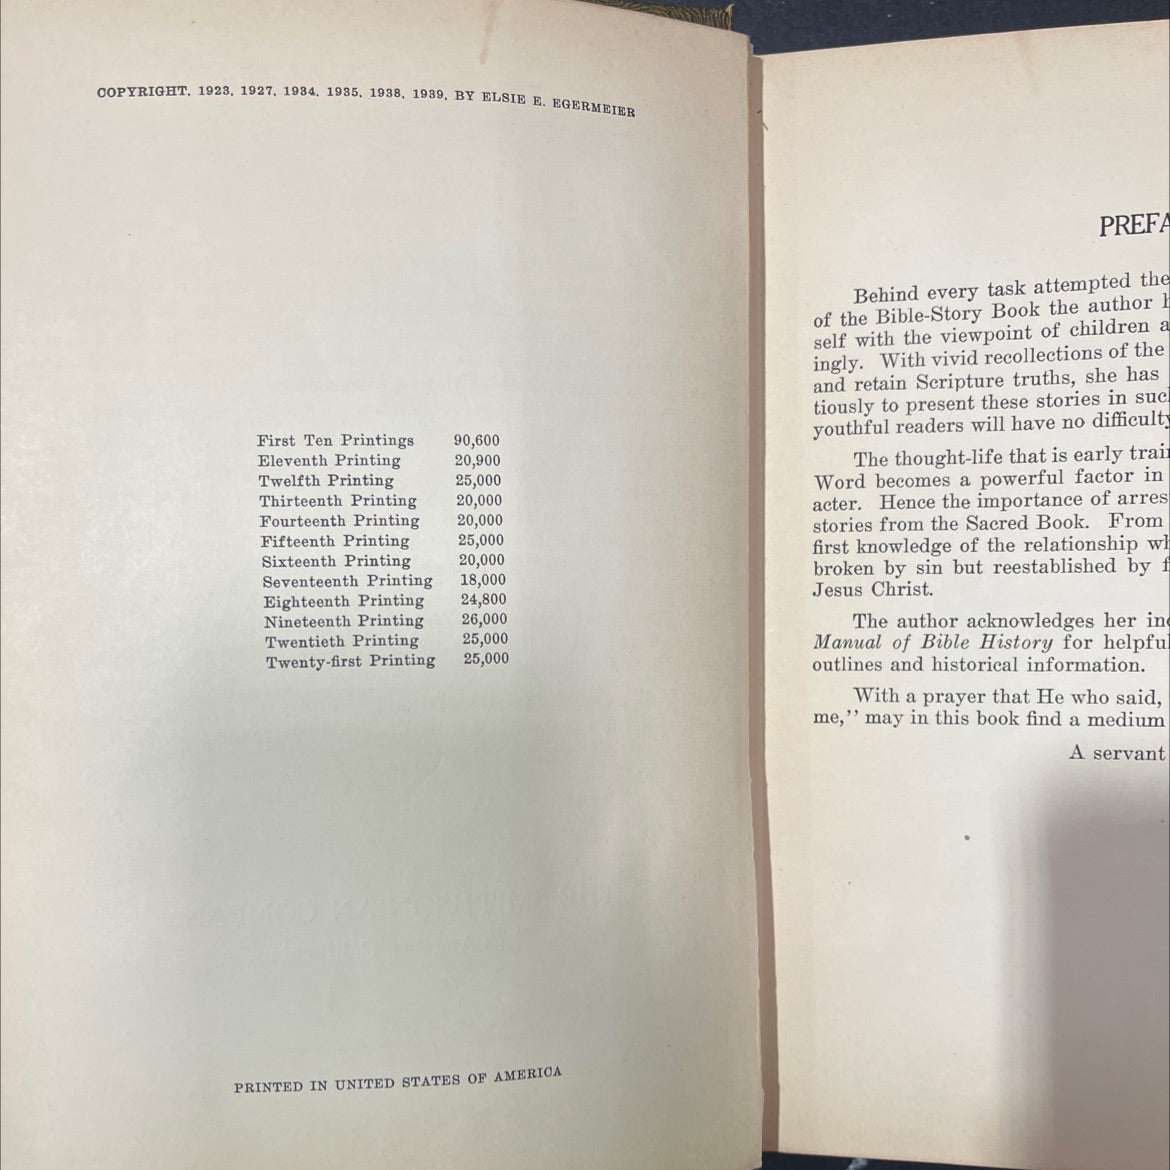 COPYRIGHT, 1923, 1927, 1934, 1935, 1938, 1939, BY ELSIE E. EGERMEIER
First Ten Printings 90,600
Eleventh Printing 20,900
Twelfth Printing 25,000
Thirteenth Printing 20,000
Fourteenth Printing 20,000
Fifteenth Printing 25,000
Sixteenth Printing 20,000
Seventeenth Printing 18,000
Eighteenth Printing 24,800
Nineteenth Printing 26,000
Twentieth Printing 25,000
Twenty-first Printing 25,000
PRINTED IN UNITED STATES OF AMERICA
PREFA
Behind every task attempted the
of the Bible-Story Book the author h
self with the viewpoint of children a
ingly. With vivid recollections of the
and retain Scripture truths, she has
tiously to present these stories in suc
youthful readers will have no difficulty
The thought-life that is early trai
Word becomes a powerful factor in
acter. Hence the importance of arres
stories from the Sacred Book. From
first knowledge of the relationship wh
broken by sin but reestablished by f
Jesus Christ.
The author acknowledges her in
Manual of Bible History for helpful
outlines and historical information.
With a prayer that He who said,
me,’’ may in this book find a medium
A servant